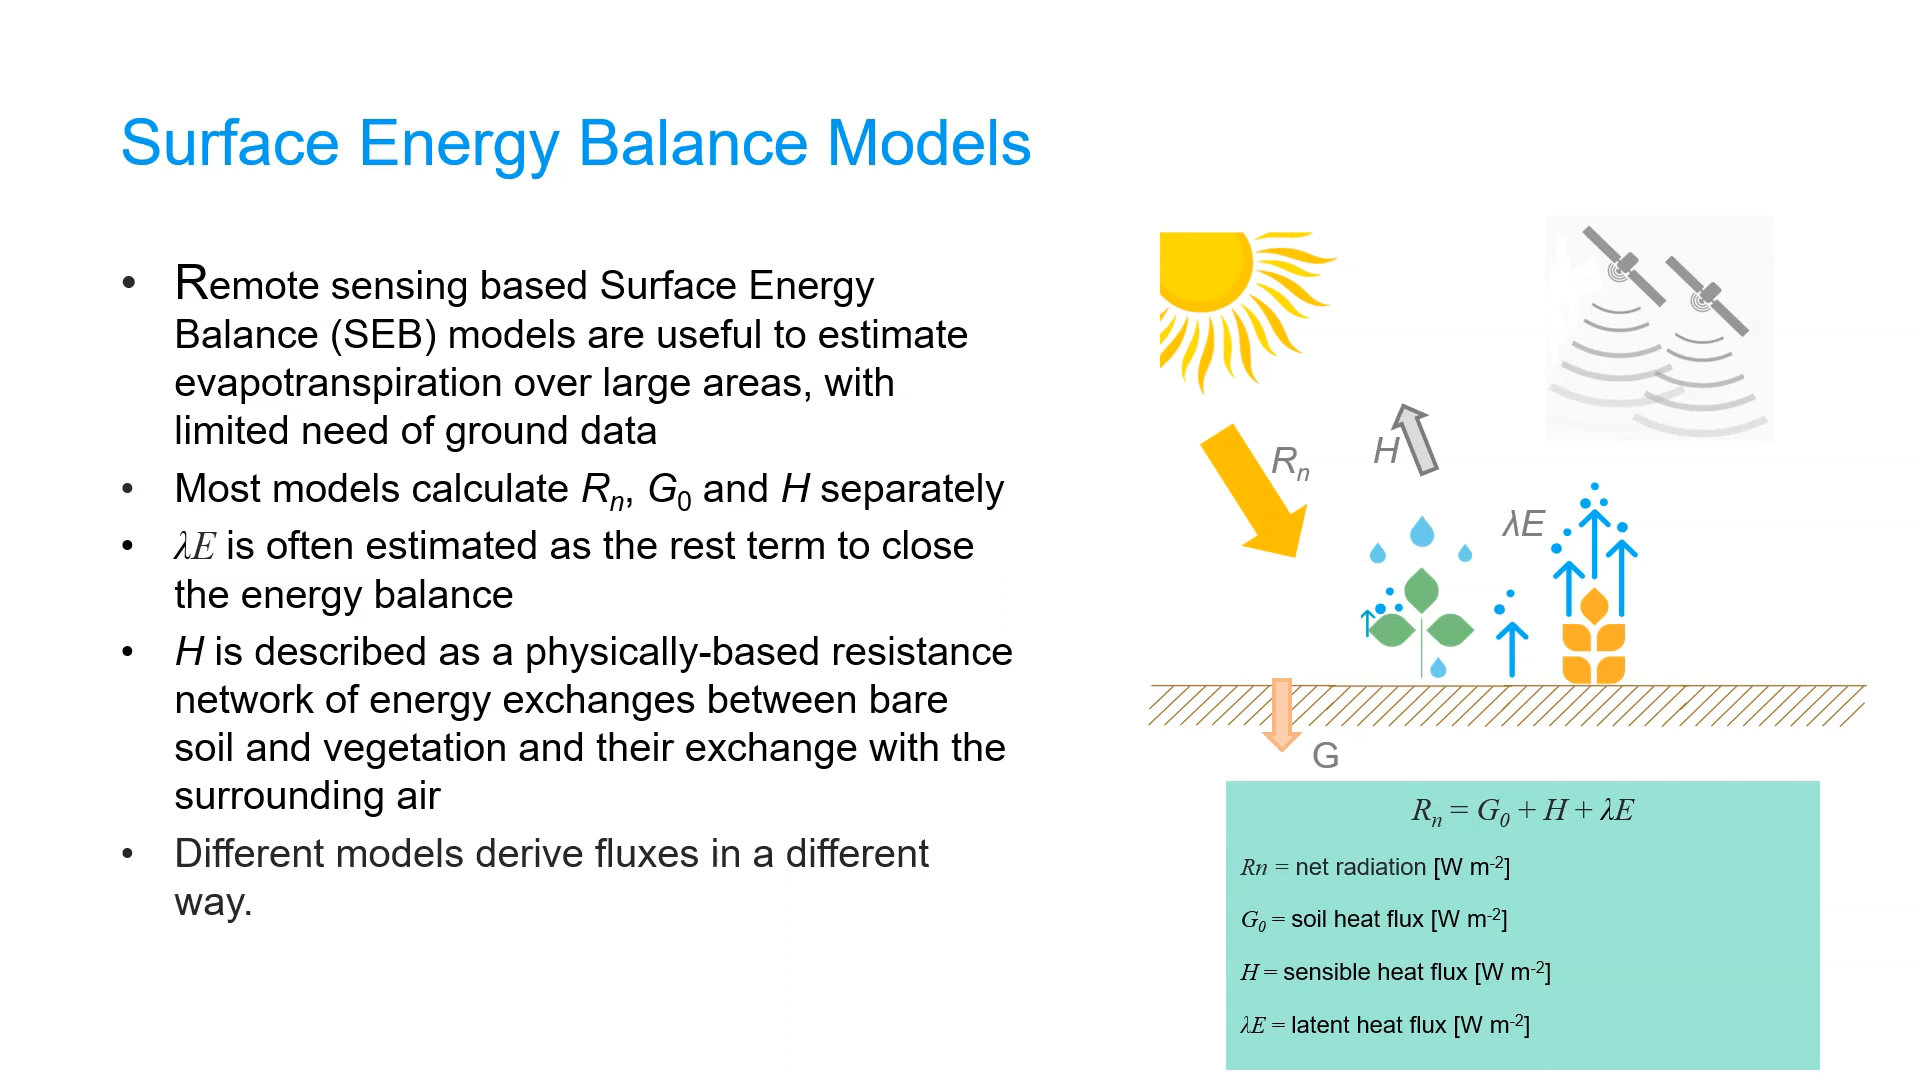 Surface Energy Balance Models
• Remote sensing based Surface Energy
Balance (SEB) models are useful to estimate
evapotranspiration over large areas, with
limited need of ground data
• Most models calculate Rn, G0 and H separately
• λE is often estimated as the rest term to close
the energy balance
• H is described as a physically-based resistance
network of energy exchanges between bare
soil and vegetation and their exchange with the
surrounding air
• Different models derive fluxes in a different
way.
Rn
H
λE
G
Rn = G0 + H + λE
Rn = net radiation [W m-2]
G0 = soil heat flux [W m-2]
H = sensible heat flux [W m-2]
λE = latent heat flux [W m-2]